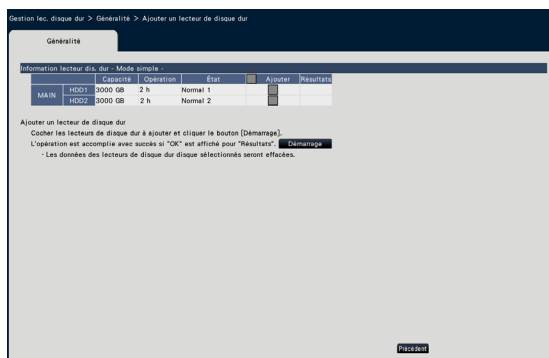 Gestion lec. disque dur > Généralité > Ajouter un lecteur de disque dur
Généralité
Information lecteur dis. dur - Mode simple -
Capacité Opération État Ajouter Résultats
MAIN HDD1 3000 GB 2 h Normal 1
HDD2 3000 GB 2 h Normal 2
Ajouter un lecteur de disque dur
Cocher les lecteurs de disque dur à ajouter et cliquer le bouton [Démarrage].
L'opération est accomplie avec succès si "OK" est affiché pour "Résultats". Démarrage
· Les données des lecteurs de disque dur disque sélectionnés seront effacées.
Précédent